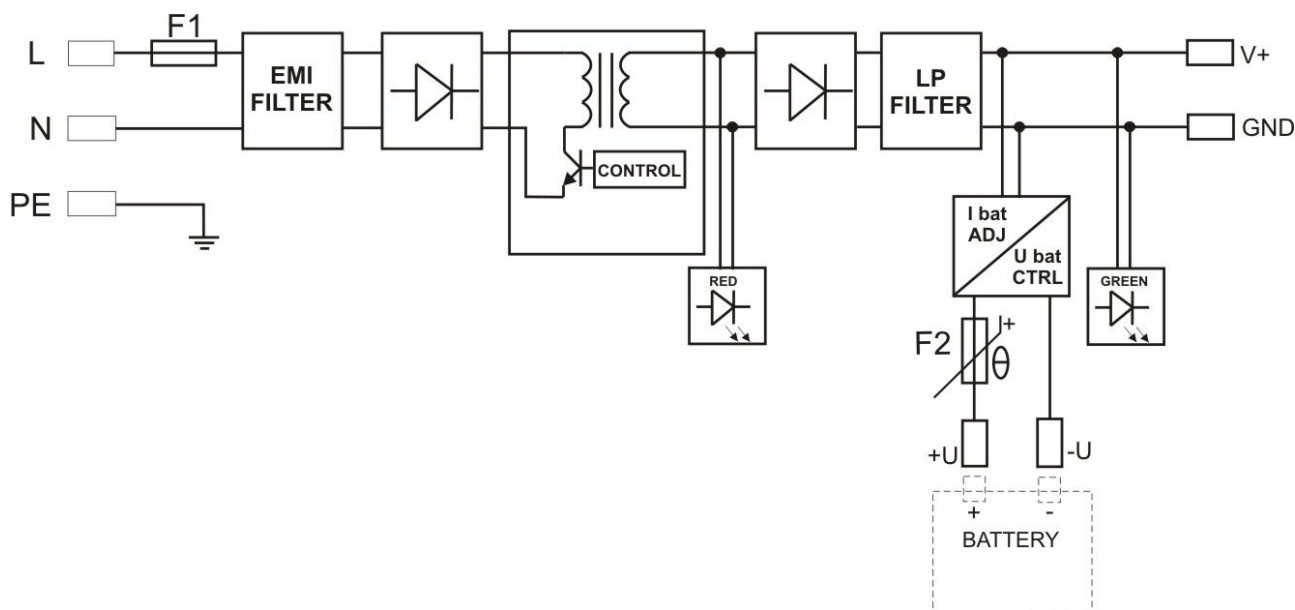 F1
L
EMI
FILTER
LP
FILTER
V+
N
GND
CONTROL
PE
I bat
ADJ
U bat
CTRL
RED
GREEN
F2
+
θ
+U
-U
+
-
BATTERY